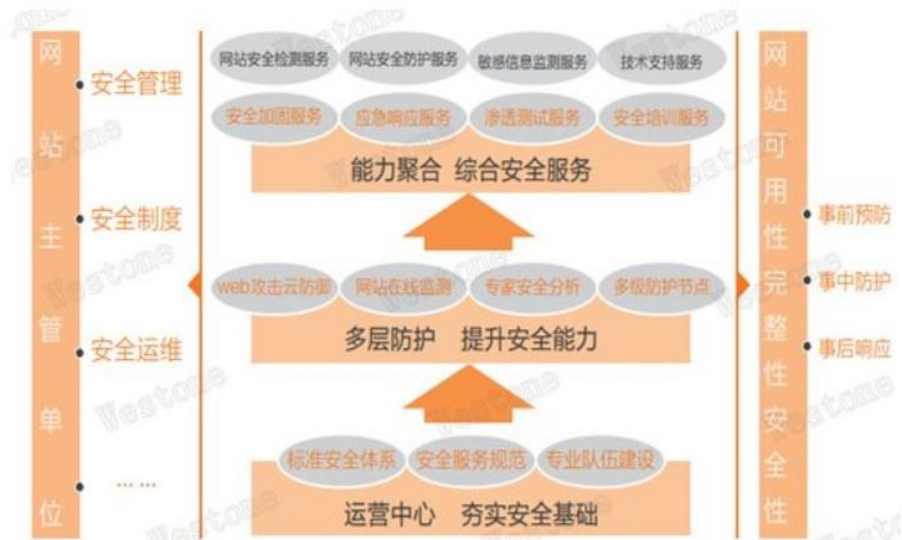 网站主管单位
安全管理
安全制度
安全运维
... ...
网站安全检测服务 网站安全防护服务 敏感信息监测服务 技术支持服务
安全加固服务 应急响应服务 渗透测试服务 安全培训服务
能力聚合 综合安全服务
web攻击云防御 网站在线监测 专家安全分析 多级防护节点
多层防护 提升安全能力
标准安全体系 安全服务规范 专业队伍建设
运营中心 夯实安全基础
网站可用性完整性安全性
事前预防
事中防护
事后响应
Westone